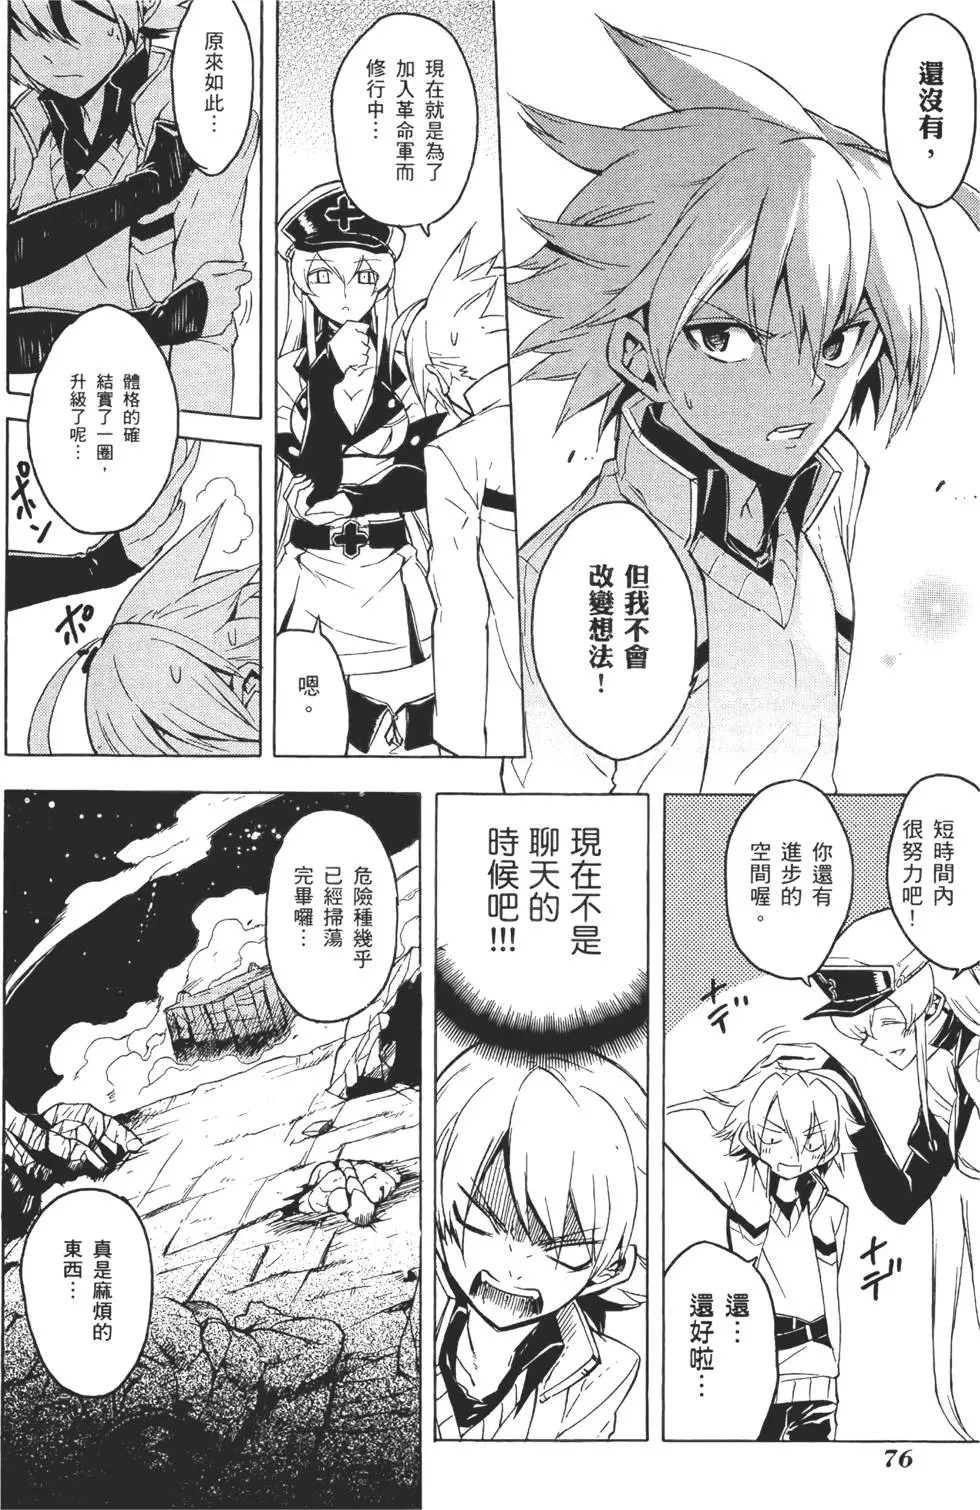 還沒有，
但我不會
改變想法！
現在就是為了
加入革命軍而
修行中…
嗯。
原來如此…
體格的確
結實了一圈，
升級了呢…
ポン
ポ
短時間內
很努力吧！
你還有
進步的
空間喔。
ナデ
ナデ
還…
還好啦…
現在不是
聊天的
時候吧!!!
危險種幾乎
已經掃蕩
完畢囉…
真是麻煩的
東西…
76